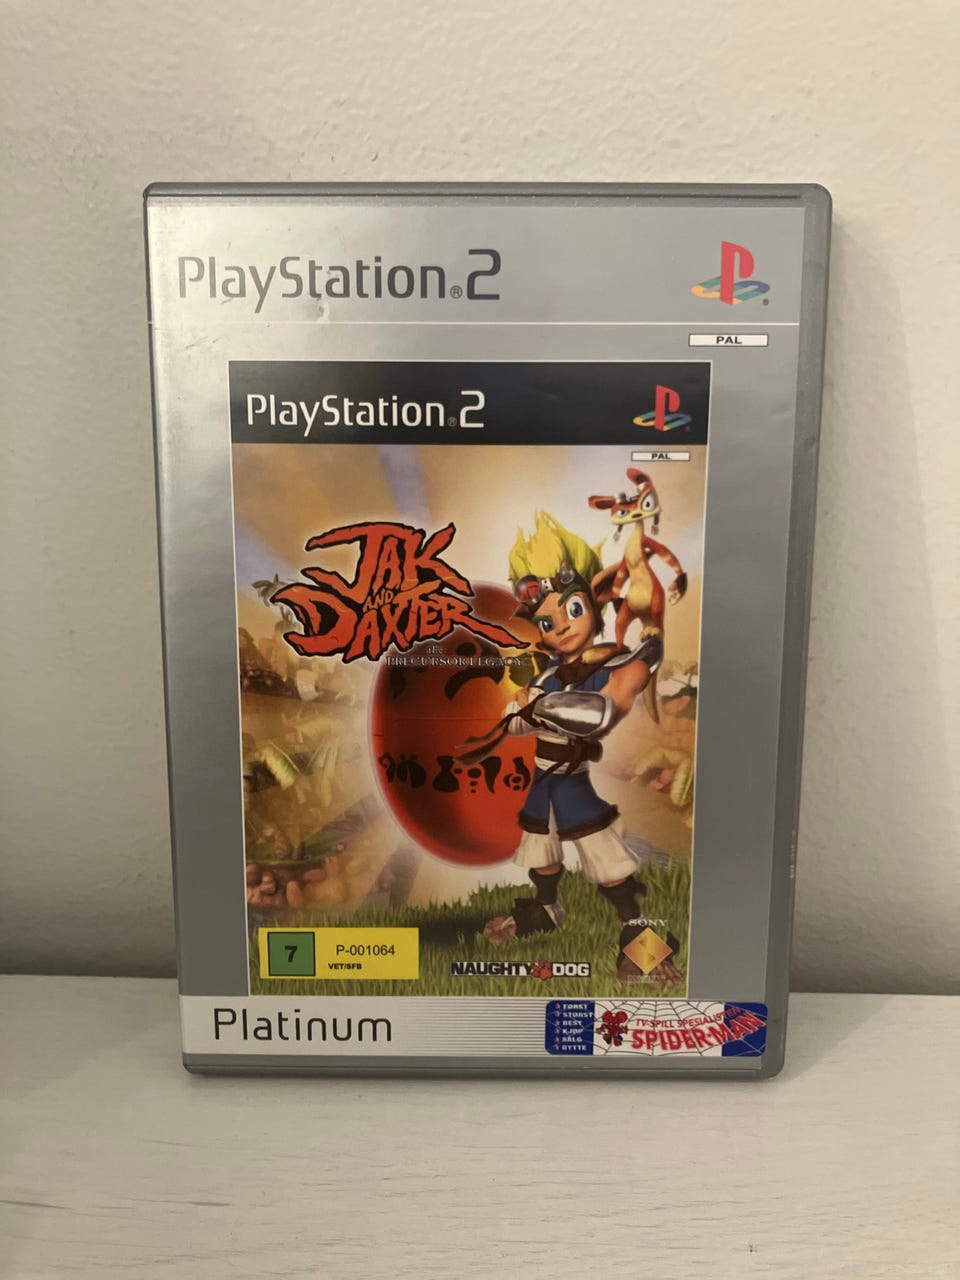 PlayStation®2
PAL
PlayStation®2
PAL
JAK
AND
DAXTER
the
PRECURSOR LEGACY
7
P-001064
VET/SFB
NAUGHTY DOG
SONY
Platinum
FØRST
STØRST
BEST
KJØP
SÆLG
BYTTE
TV-SPILL SPESIALISTEN
SPIDER-MAN